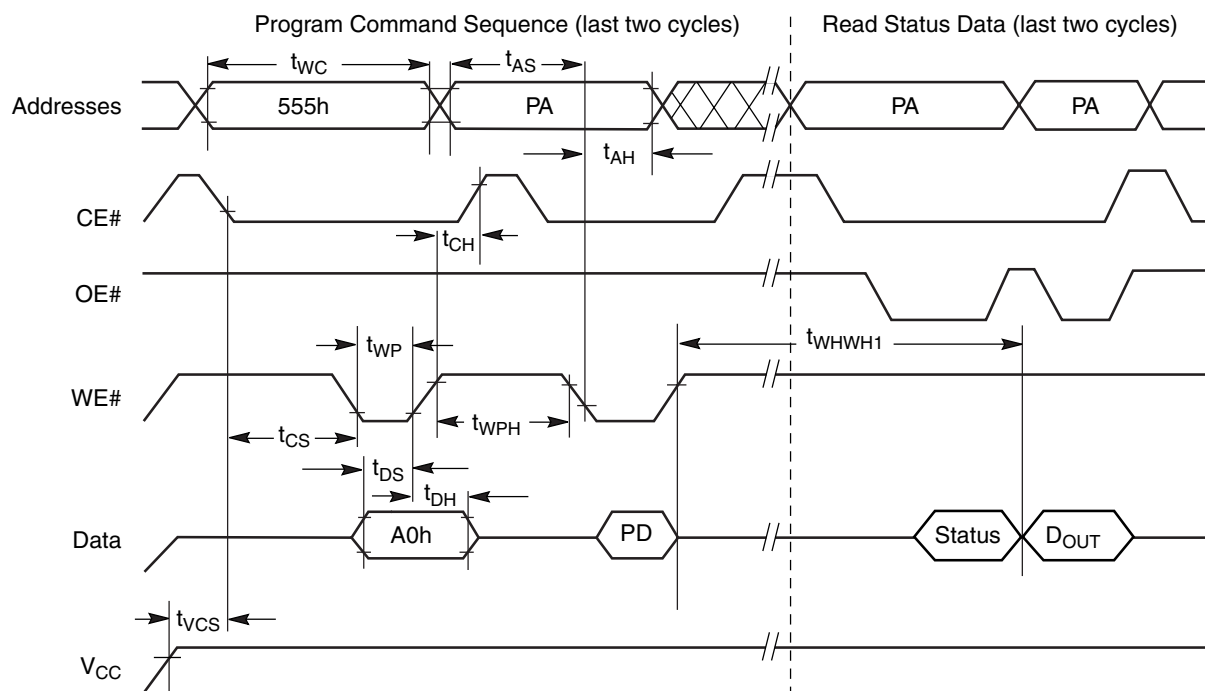 Program Command Sequence (last two cycles)
Read Status Data (last two cycles)
tWC
tAS
Addresses
555h
PA
PA
PA
tAH
CE#
tCH
OE#
tWP
tWHWH1
WE#
tWPH
tCS
tDS
tDH
Data
A0h
PD
Status
DOUT
tVCS
VCC